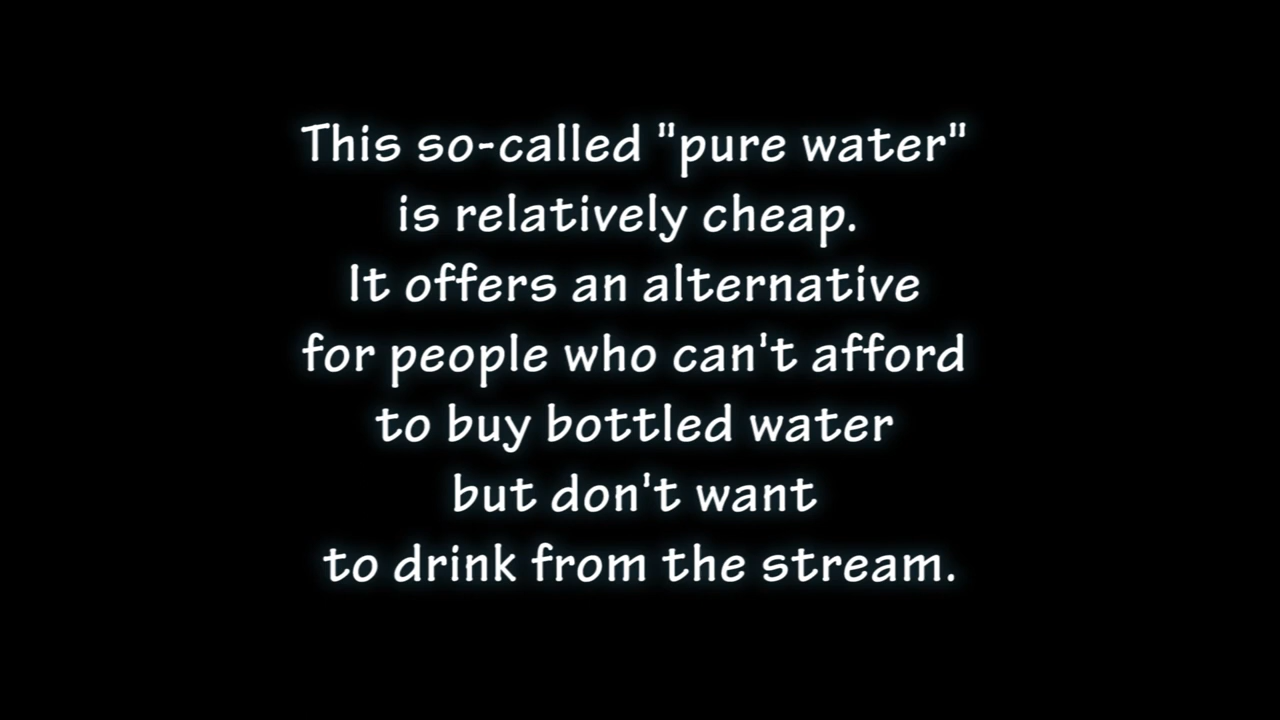 This so-called "pure water"
is relatively cheap.
It offers an alternative
for people who can't afford
to buy bottled water
but don't want
to drink from the stream.